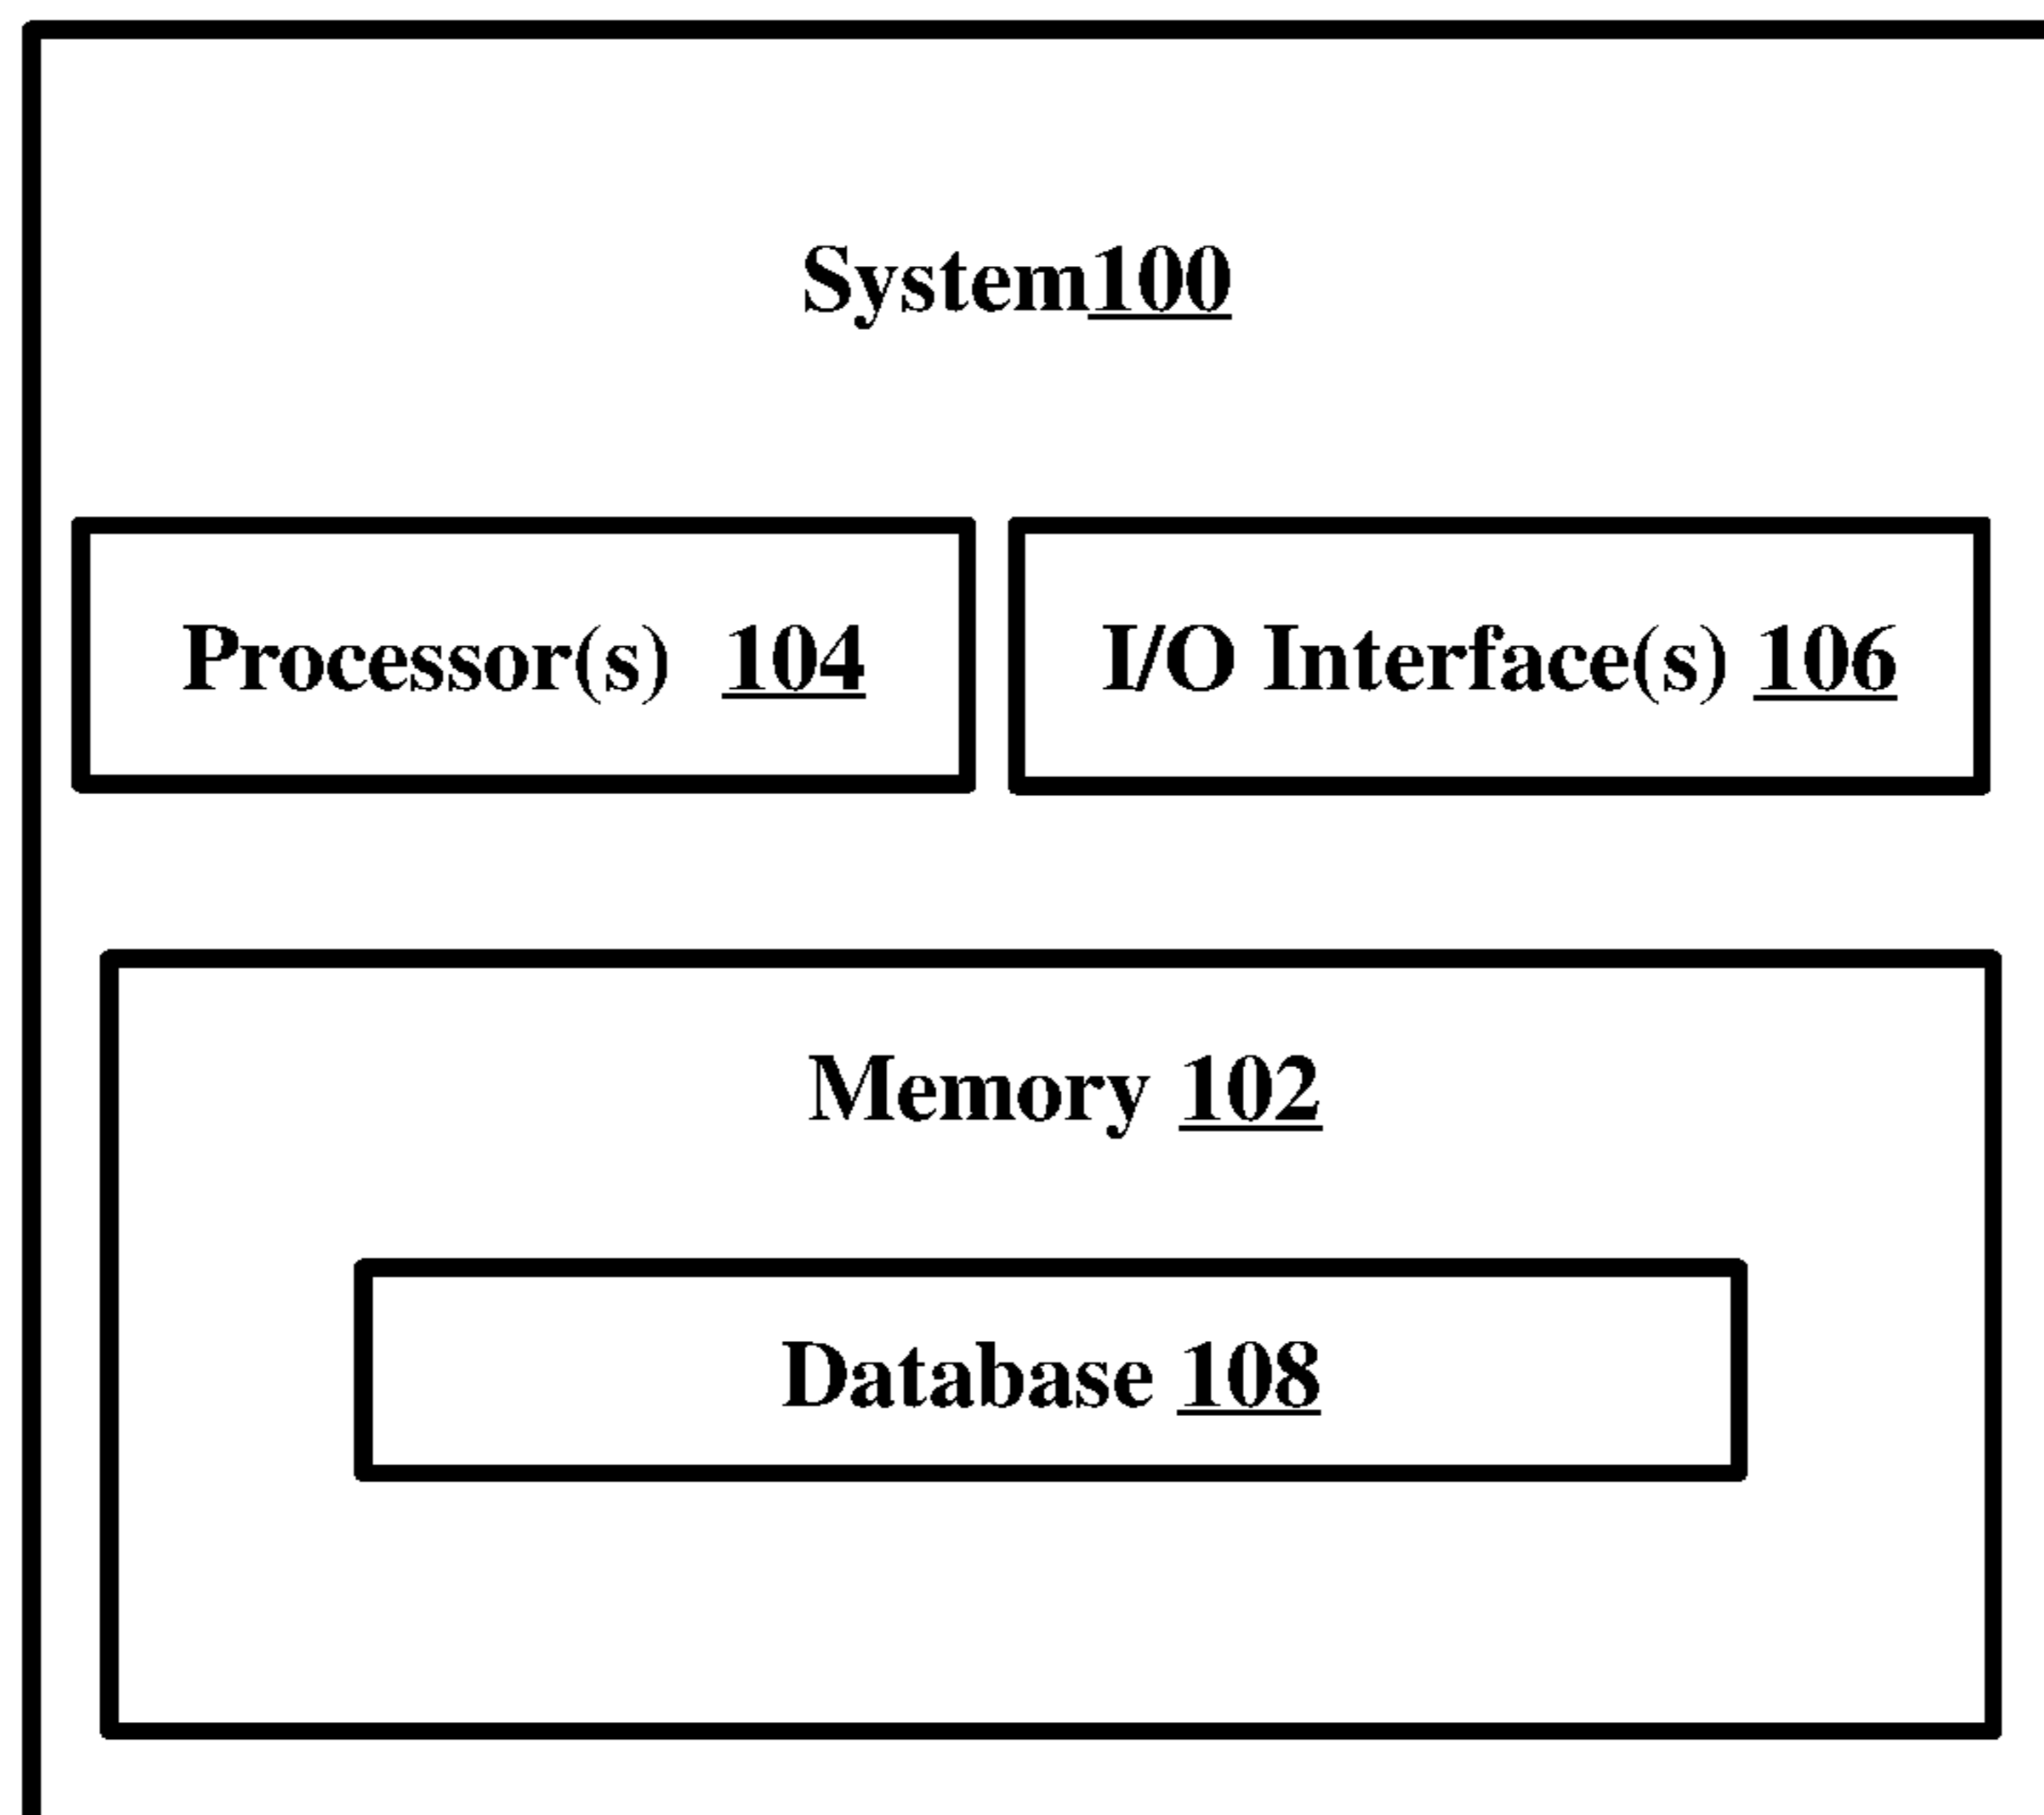 System100
Processor(s) 104
I/O Interface(s) 106
Memory 102
Database 108